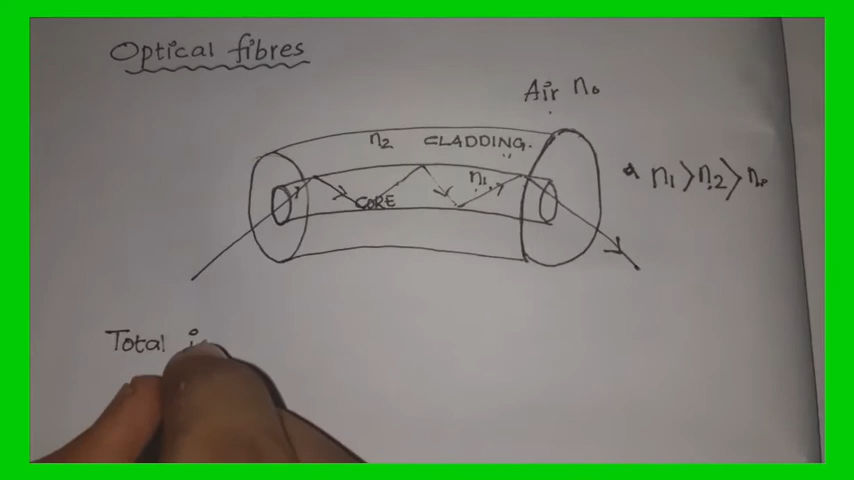 Optical fibres
Air n₀
n₂ CLADDING.
n₁ > n₂ > n₀
n₁
CORE
Total i